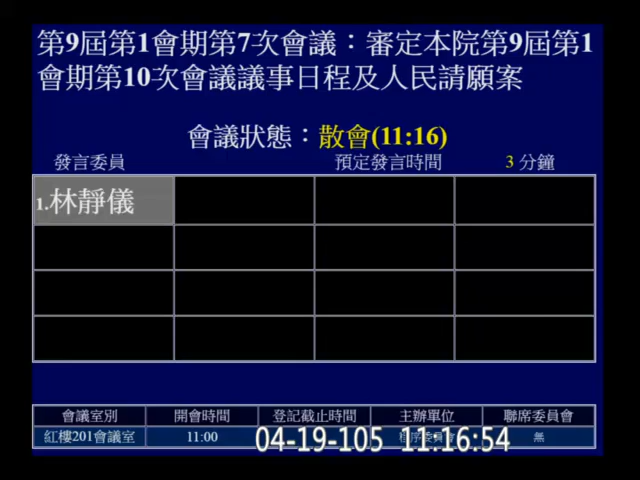 第9屆第1會期第7次會議：審定本院第9屆第1
會期第10次會議議事日程及人民請願案
會議狀態：散會(11:16)
發言委員 預定發言時間 3 分鐘
1.林靜儀
會議室別 開會時間 登記截止時間 主辦單位 聯席委員會
紅樓201會議室 11:00 程序委員會 無
04-19-105 11:16:54